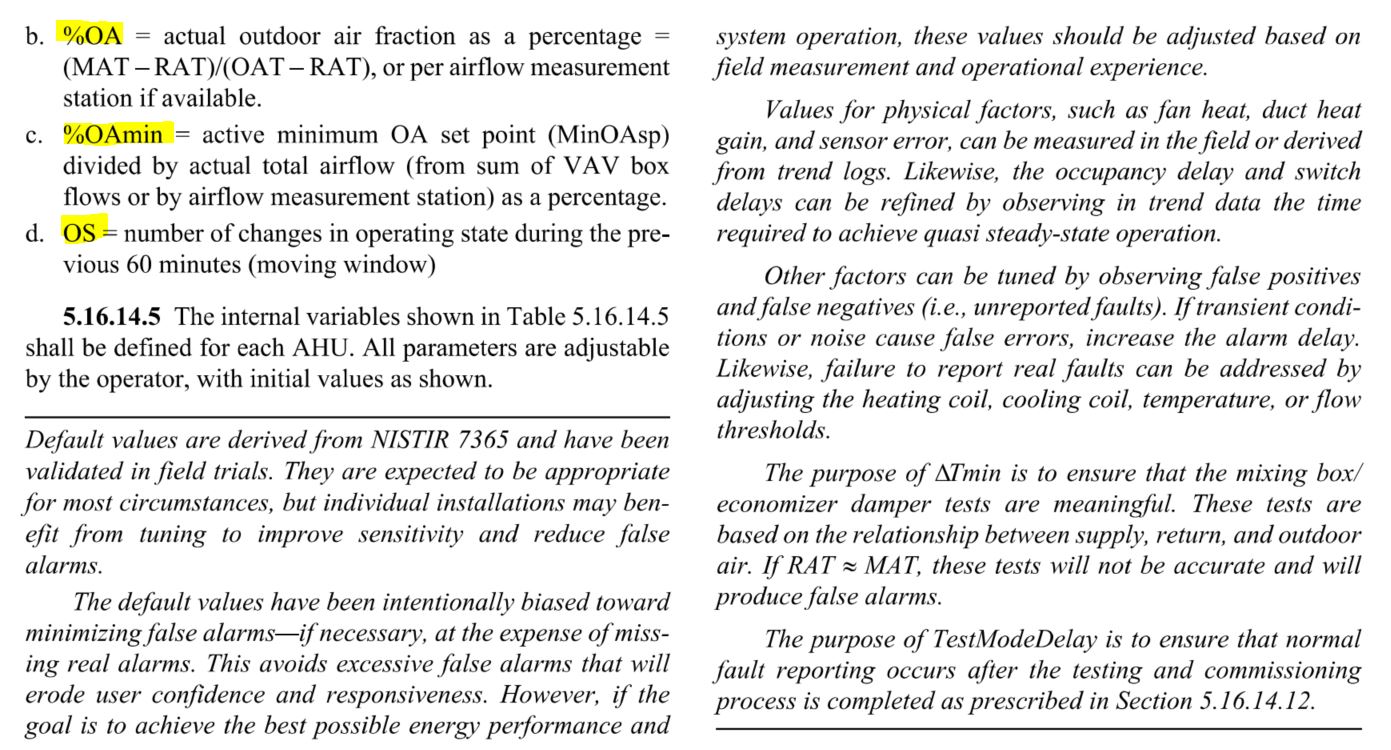 b. %OA = actual outdoor air fraction as a percentage =
(MAT – RAT)/(OAT – RAT), or per airflow measurement
station if available.
c. %OAmin = active minimum OA set point (MinOAsp)
divided by actual total airflow (from sum of VAV box
flows or by airflow measurement station) as a percentage.
d. OS = number of changes in operating state during the pre-
vious 60 minutes (moving window)
5.16.14.5 The internal variables shown in Table 5.16.14.5
shall be defined for each AHU. All parameters are adjustable
by the operator, with initial values as shown.
Default values are derived from NISTIR 7365 and have been
validated in field trials. They are expected to be appropriate
for most circumstances, but individual installations may ben-
efit from tuning to improve sensitivity and reduce false
alarms.
The default values have been intentionally biased toward
minimizing false alarms—if necessary, at the expense of miss-
ing real alarms. This avoids excessive false alarms that will
erode user confidence and responsiveness. However, if the
goal is to achieve the best possible energy performance and
system operation, these values should be adjusted based on
field measurement and operational experience.
Values for physical factors, such as fan heat, duct heat
gain, and sensor error, can be measured in the field or derived
from trend logs. Likewise, the occupancy delay and switch
delays can be refined by observing in trend data the time
required to achieve quasi steady-state operation.
Other factors can be tuned by observing false positives
and false negatives (i.e., unreported faults). If transient condi-
tions or noise cause false errors, increase the alarm delay.
Likewise, failure to report real faults can be addressed by
adjusting the heating coil, cooling coil, temperature, or flow
thresholds.
The purpose of ΔTmin is to ensure that the mixing box/
economizer damper tests are meaningful. These tests are
based on the relationship between supply, return, and outdoor
air. If RAT ≈ MAT, these tests will not be accurate and will
produce false alarms.
The purpose of TestModeDelay is to ensure that normal
fault reporting occurs after the testing and commissioning
process is completed as prescribed in Section 5.16.14.12.